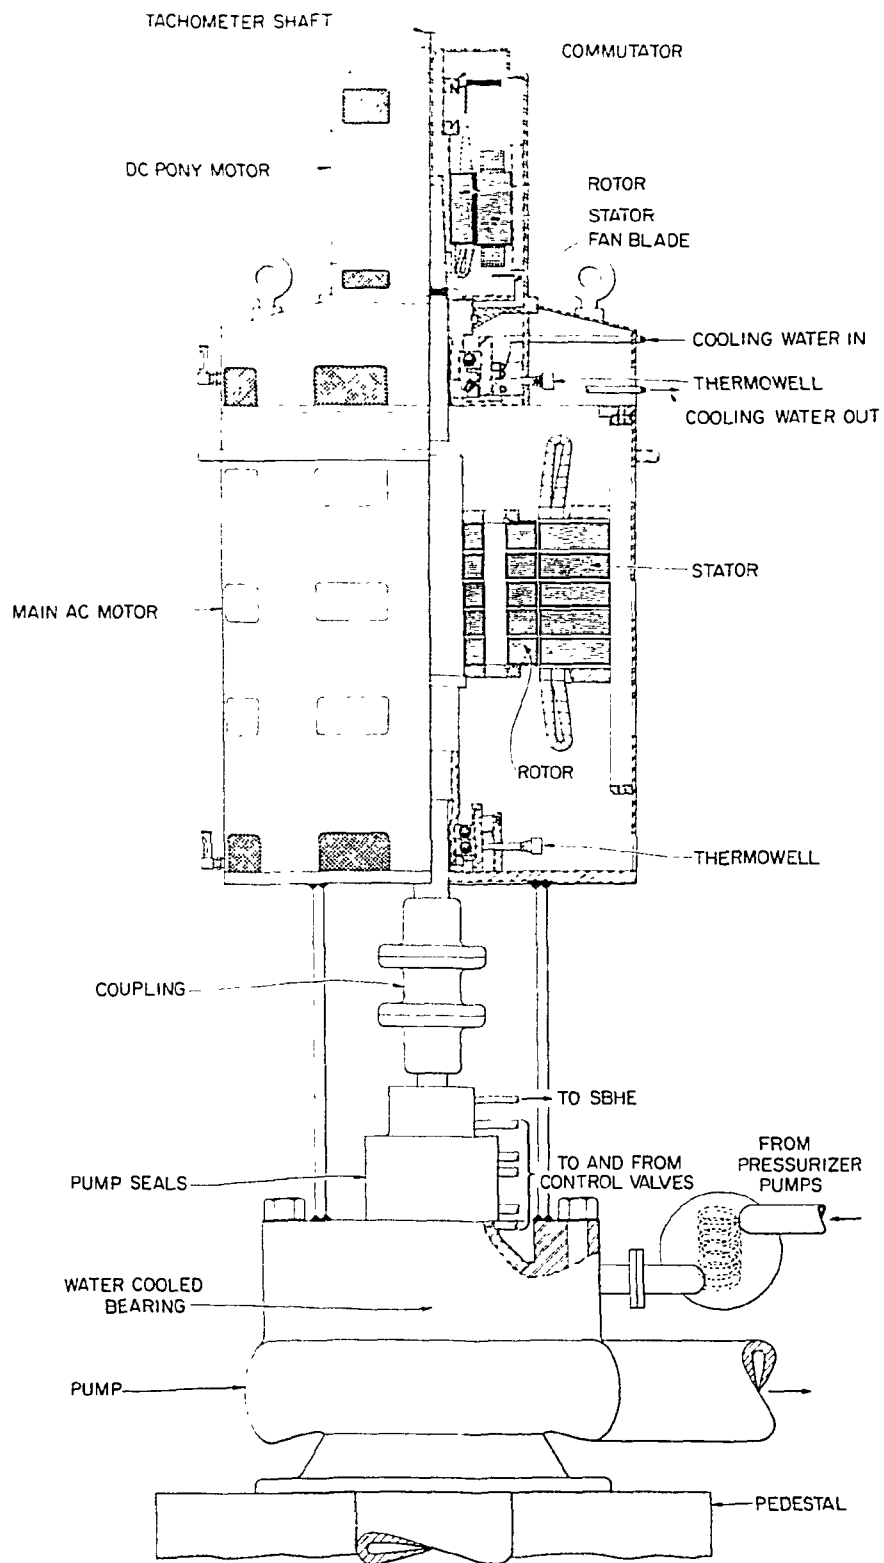 TACHOMETER SHAFT
COMMUTATOR
DC PONY MOTOR
ROTOR
STATOR
FAN BLADE
COOLING WATER IN
THERMOWELL
COOLING WATER OUT
STATOR
MAIN AC MOTOR
ROTOR
THERMOWELL
COUPLING
TO SBHE
TO AND FROM
CONTROL VALVES
FROM
PRESSURIZER
PUMPS
PUMP SEALS
WATER COOLED
BEARING
PUMP
PEDESTAL